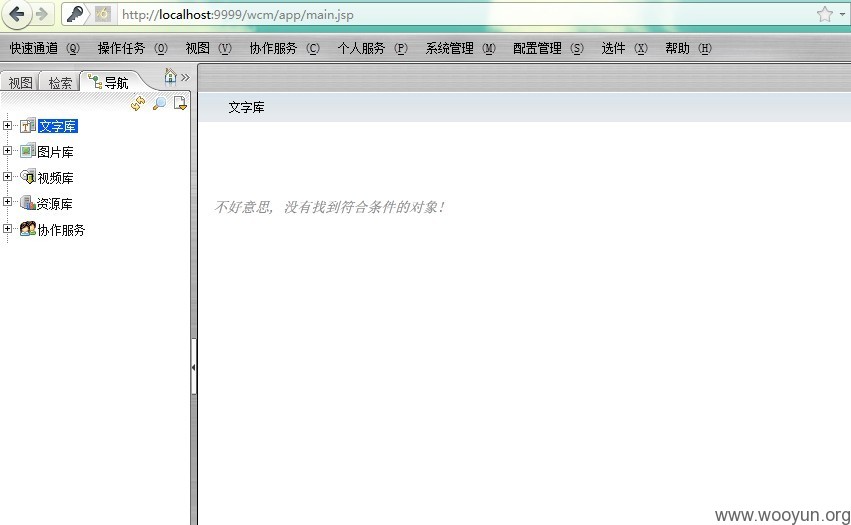 http://localhost:9999/wcm/app/main.jsp
快速通道 (Q) 操作任务 (O) 视图 (V) 协作服务 (C) 个人服务 (P) 系统管理 (M) 配置管理 (S) 选件 (X) 帮助 (H)
视图 检索 导航 »
文字库
文字库
图片库
视频库
资源库
协作服务
不好意思, 没有找到符合条件的对象!
www.wooyun.org